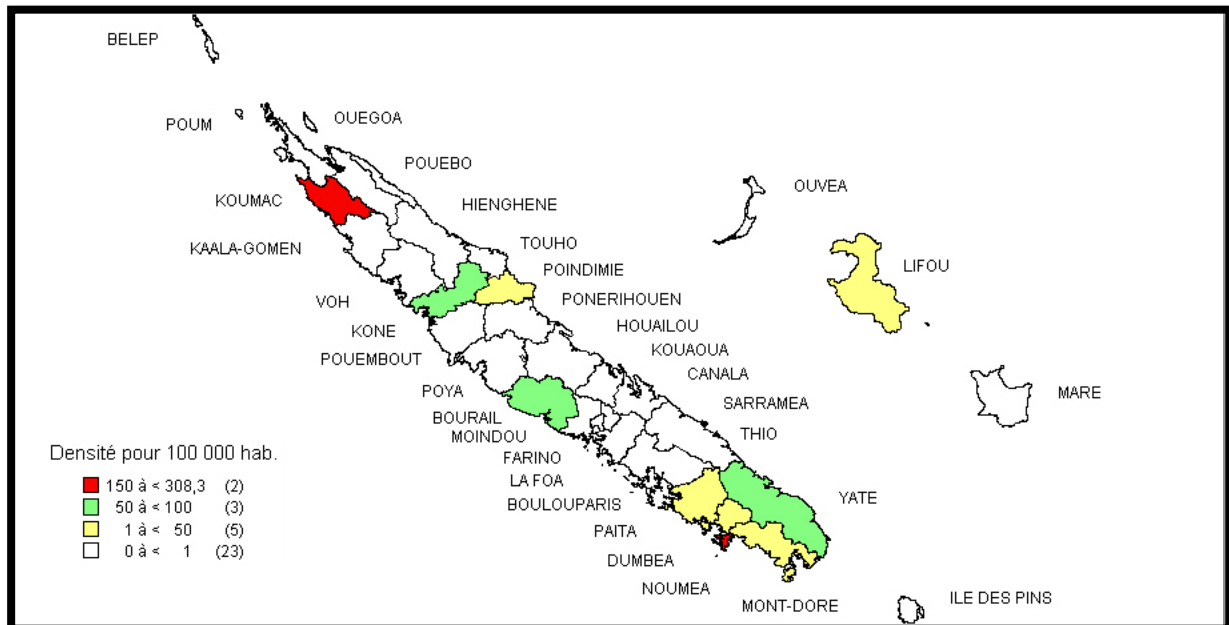 BELEP
POUM
OUEGOA
POUEBO
KOUMAC
HIENGHENE
OUVEA
KAALA-GOMEN
TOUHO
LIFOU
POINDIMIE
VOH
PONERIHOUEN
KONE
HOUAILOU
POUEMBOUT
KOUAOUA
CANALA
POYA
MARE
SARRAMEA
BOURAIL
THIO
MOINDOU
FARINO
LA FOA
YATE
BOULOUPARIS
PAITA
DUMBEA
NOUMEA
MONT-DORE
ILE DES PINS
Densité pour 100 000 hab.
150 à < 308,3 (2)
50 à < 100 (3)
1 à < 50 (5)
0 à < 1 (23)